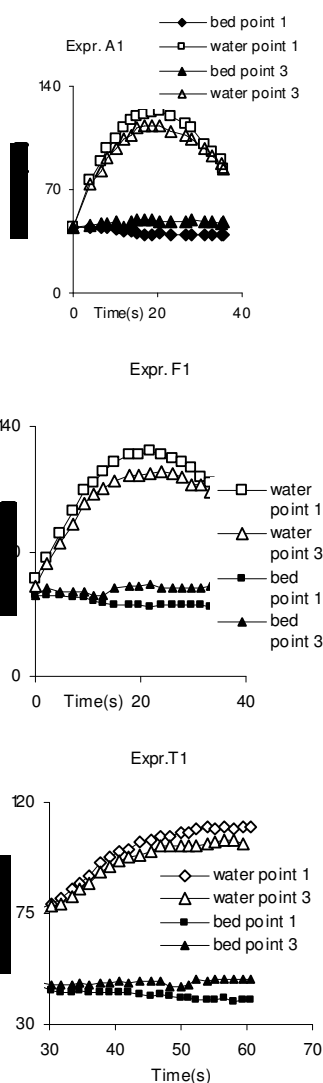 Expr. A1
bed point 1
water point 1
bed point 3
water point 3
140
70
0
0 Time(s) 20 40
Expr. F1
40
0
0
0 Time(s) 20 40
water
point 1
water
point 3
bed
point 1
bed
point 3
Expr.T1
120
75
30
water point 1
water point 3
bed point 1
bed point 3
30 40 50 60 70
Time(s)